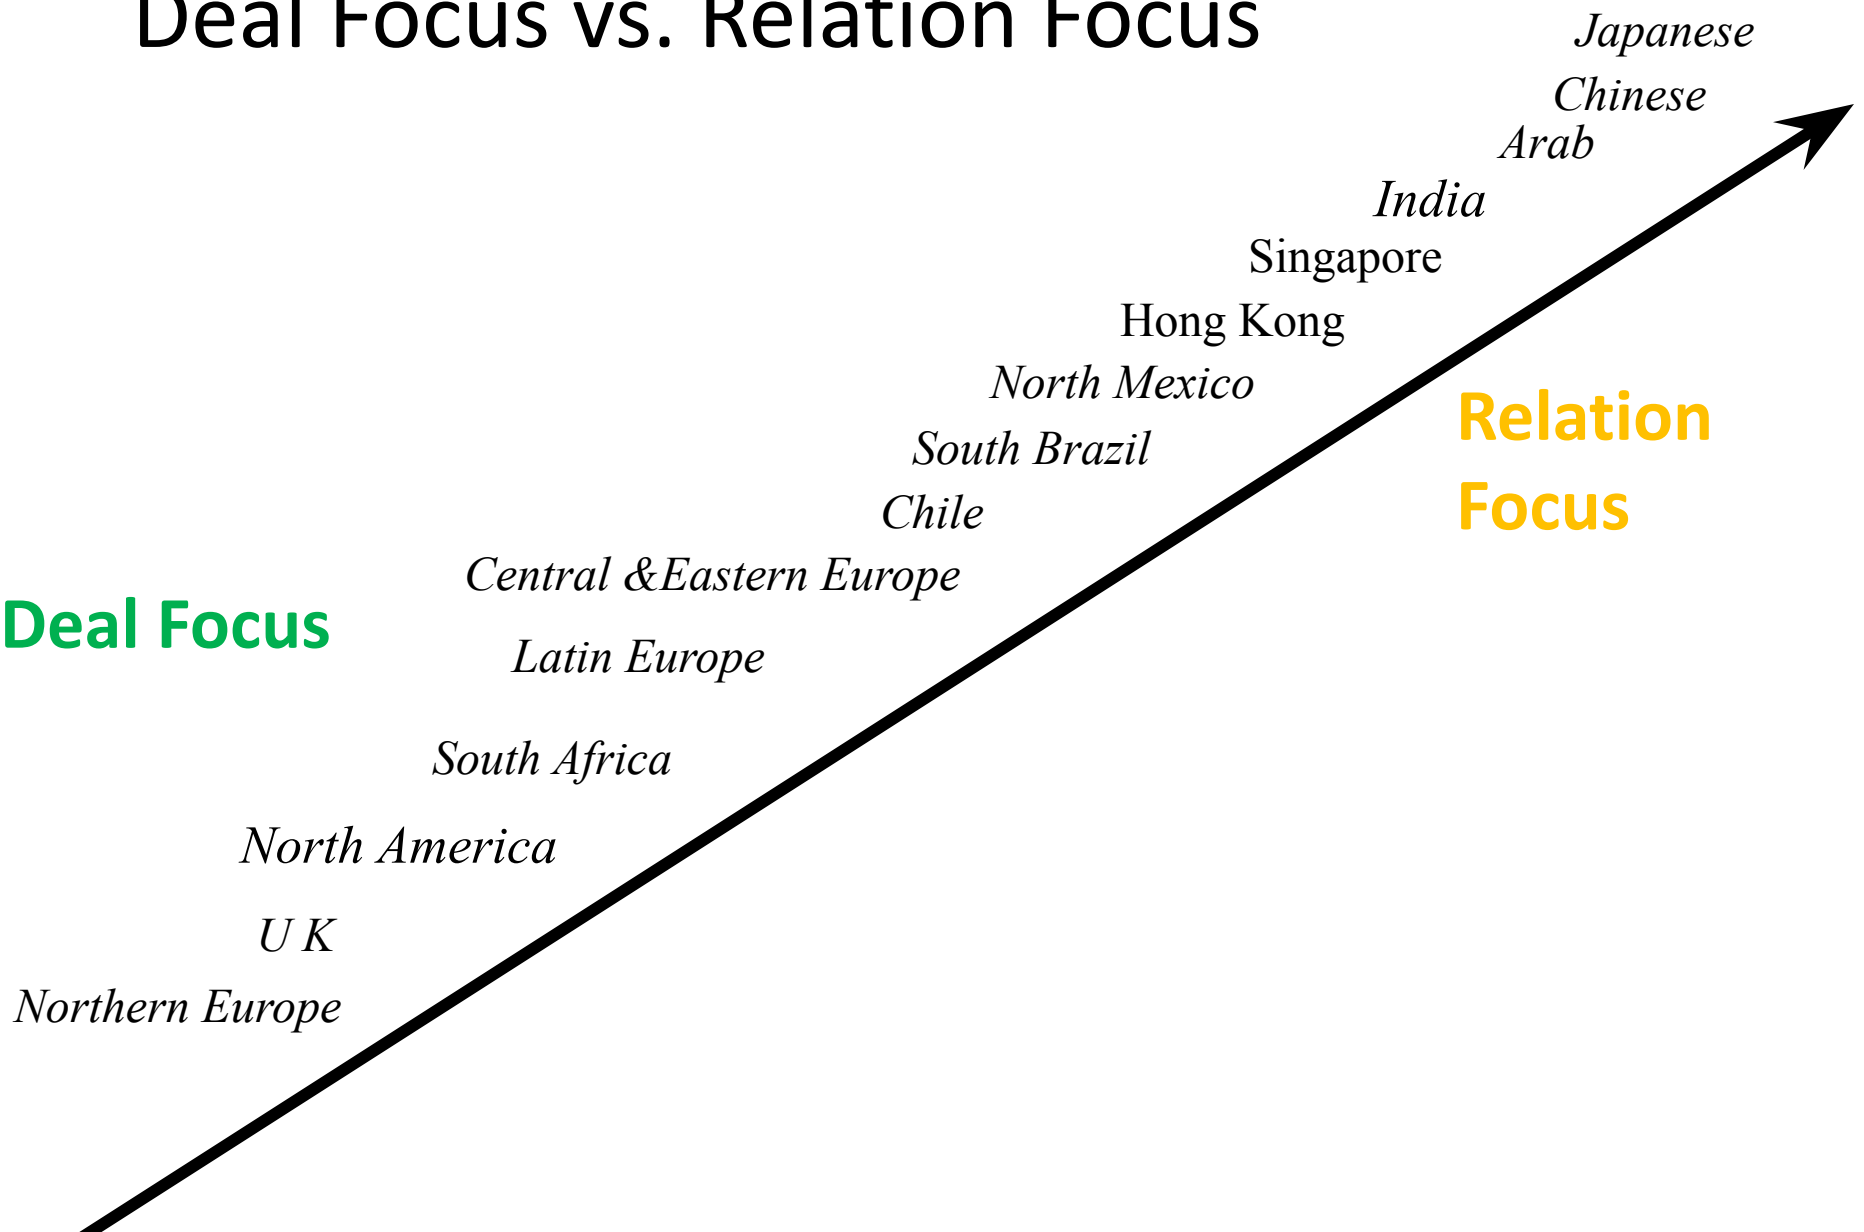 Deal Focus vs. Relation Focus
Japanese
Chinese
Arab
India
Singapore
Hong Kong
North Mexico
Relation
Focus
South Brazil
Chile
Central &Eastern Europe
Deal Focus
Latin Europe
South Africa
North America
U K
Northern Europe